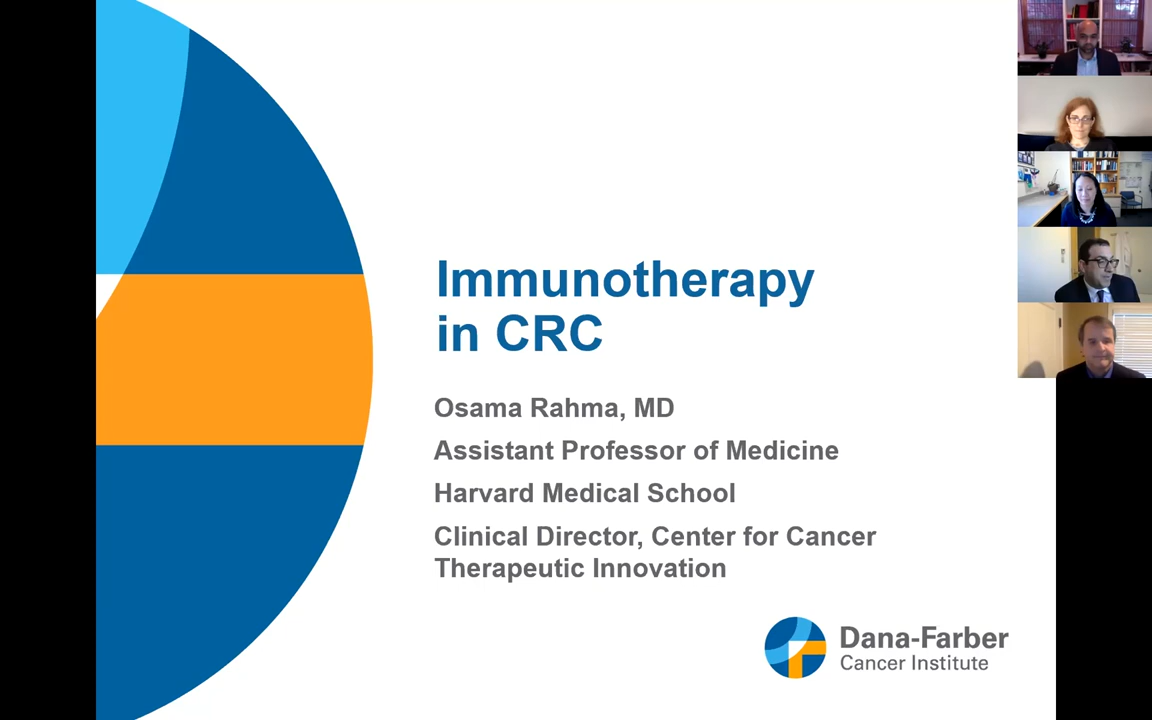 Immunotherapy
in CRC
Osama Rahma, MD
Assistant Professor of Medicine
Harvard Medical School
Clinical Director, Center for Cancer
Therapeutic Innovation
Dana-Farber
Cancer Institute